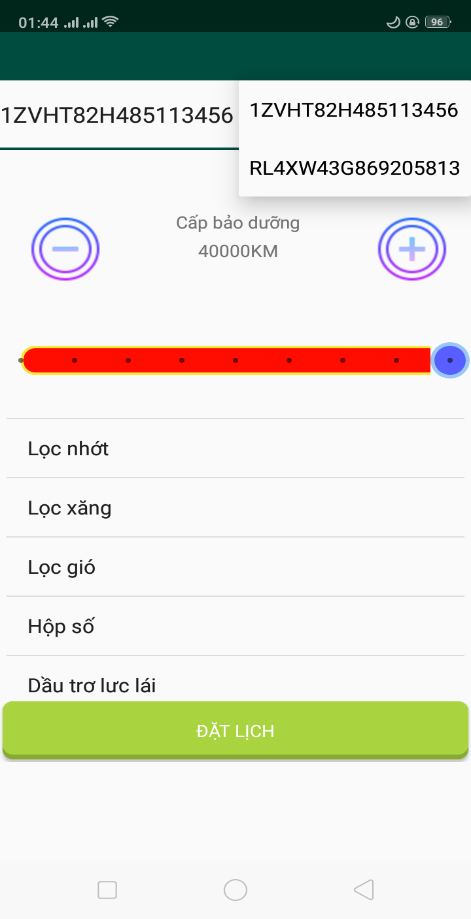 01:44 96
1ZVHT82H485113456
1ZVHT82H485113456
RL4XW43G869205813
Cấp bảo dưỡng
40000KM
Lọc nhớt
Lọc xăng
Lọc gió
Hộp số
Dầu trơ lưc lái
ĐẶT LỊCH